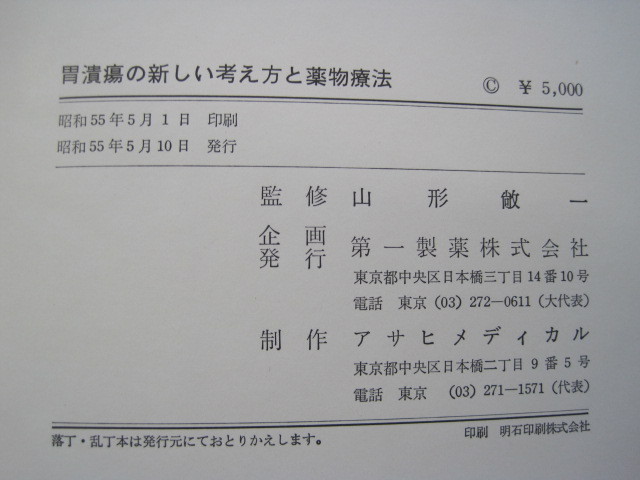 胃潰瘍の新しい考え方と薬物療法 © ¥ 5,000
昭和55年5月1日 印刷
昭和55年5月10日 発行
監修 山形敞一
企画
発行 第一製薬株式会社
東京都中央区日本橋三丁目14番10号
電話 東京 (03) 272—0611 (大代表)
制作 アサヒメディカル
東京都中央区日本橋二丁目9番5号
電話 東京 (03) 271—1571 (代表)
落丁・乱丁本は発行元にておとりかえします。
印刷 明石印刷株式会社